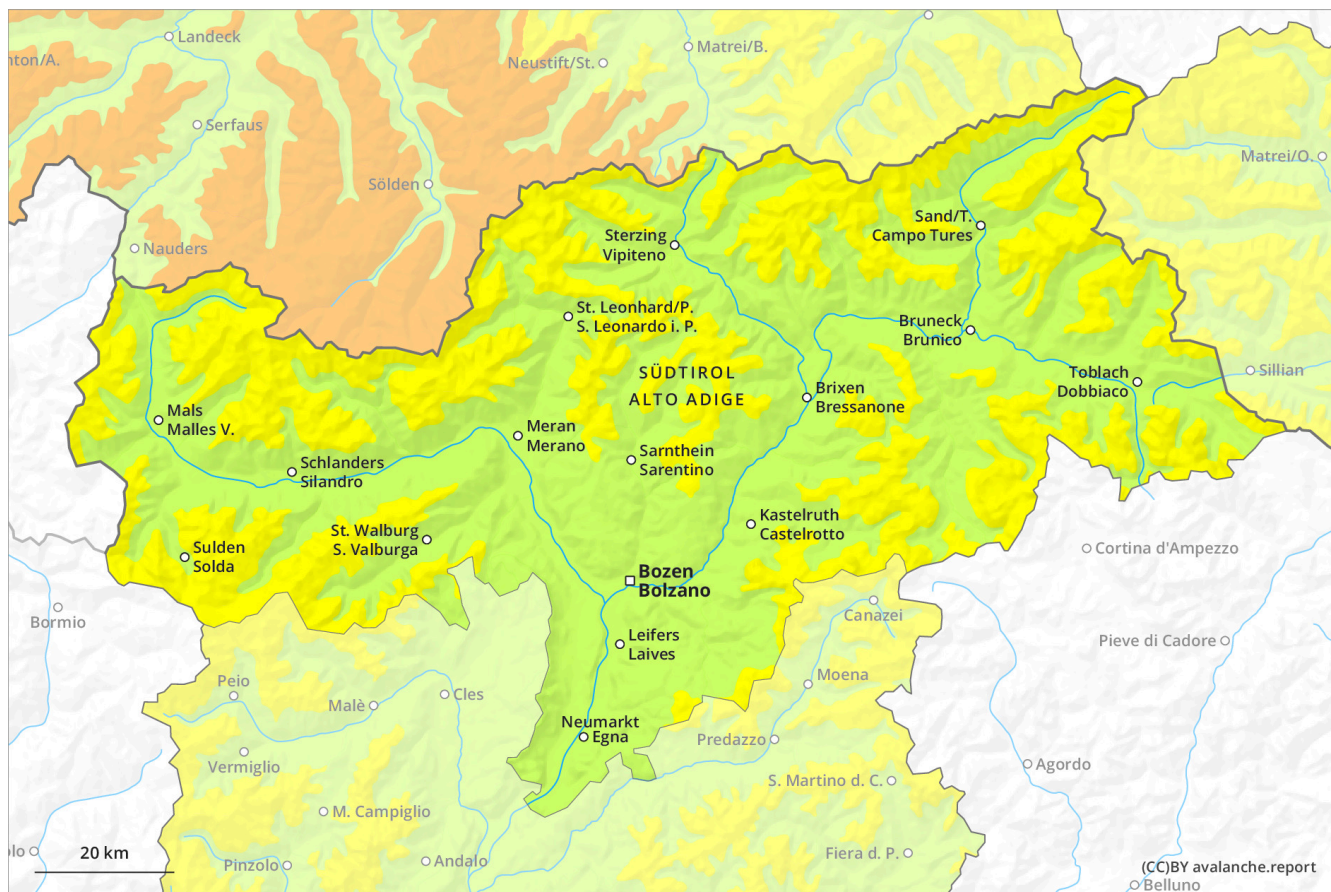 Landeck
nton/A.
Neustift/St.
Matrei/B.
Serfaus
Matrei/O.
Sölden
Sand/T.
Campo Tures
Nauders
Sterzing
Vipiteno
St. Leonhard/P.
S. Leonardo i. P.
Bruneck
Brunico
SÜDTIROL
ALTO ADIGE
Toblach
Dobbiaco
Sillian
Brixen
Bressanone
Mals
Malles V.
Meran
Merano
Schlanders
Silandro
Sarnthein
Sarentino
Kastelruth
Castelrotto
St. Walburg
S. Valburga
Sulden
Solda
Cortina d'Ampezzo
Bozen
Bolzano
Bormio
Canazei
Leifers
Laives
Pieve di Cadore
Moena
Peio
Cles
Malè
Neumarkt
Egna
Predazzo
Vermiglio
Agordo
S. Martino d. C.
M. Campiglio
olo
20 km
Andalo
Pinzolo
Fiera d. P.
(CC)BY avalanche.report
Belluno